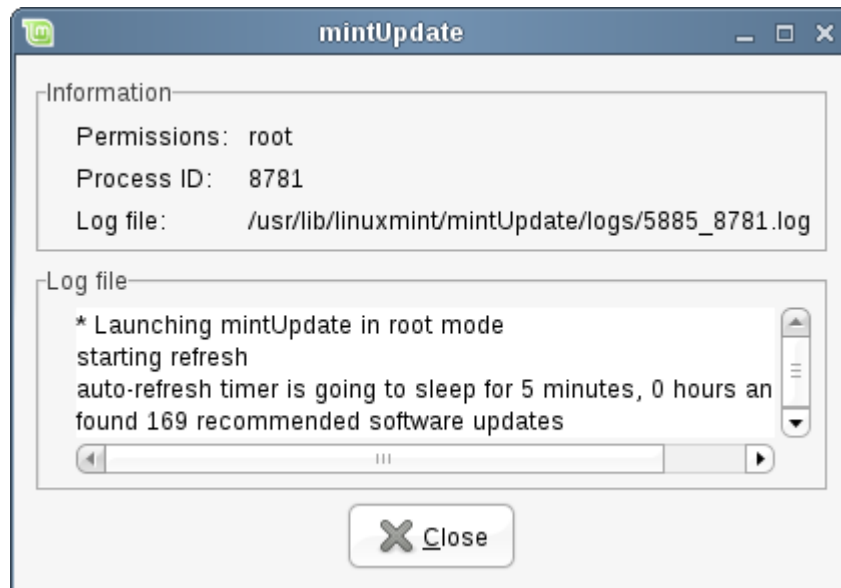 mintUpdate
Information
Permissions: root
Process ID: 8781
Log file: /usr/lib/linuxmint/mintUpdate/logs/5885_8781.log
Log file
* Launching mintUpdate in root mode
starting refresh
auto-refresh timer is going to sleep for 5 minutes, 0 hours an
found 169 recommended software updates
Close